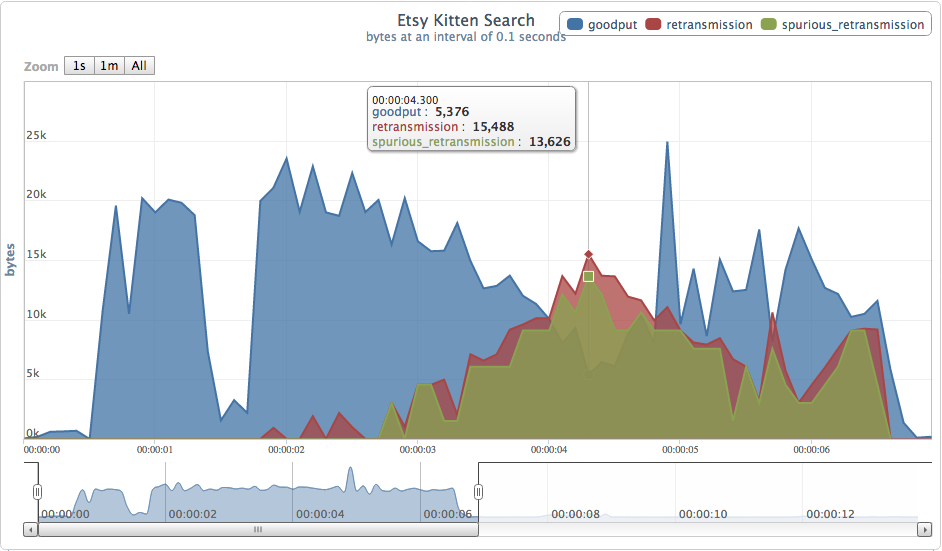 Etsy Kitten Search
bytes at an interval of 0.1 seconds
goodput retransmission spurious_retransmission
Zoom 1s 1m All
00:00:04.300
goodput : 5,376
retransmission : 15,488
spurious_retransmission : 13,626
25k
20k
15k
10k
5k
0k
bytes
00:00:00 00:00:01 00:00:02 00:00:03 00:00:04 00:00:05 00:00:06
00:00:00 00:00:02 00:00:04 00:00:06 00:00:08 00:00:10 00:00:12